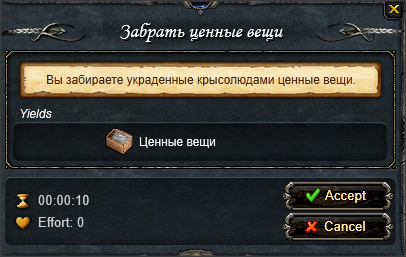 Забрать ценные вещи
Вы забираете украденные крысолюдами ценные вещи.
Yields
Ценные вещи
00:00:10
Accept
Effort: 0
Cancel